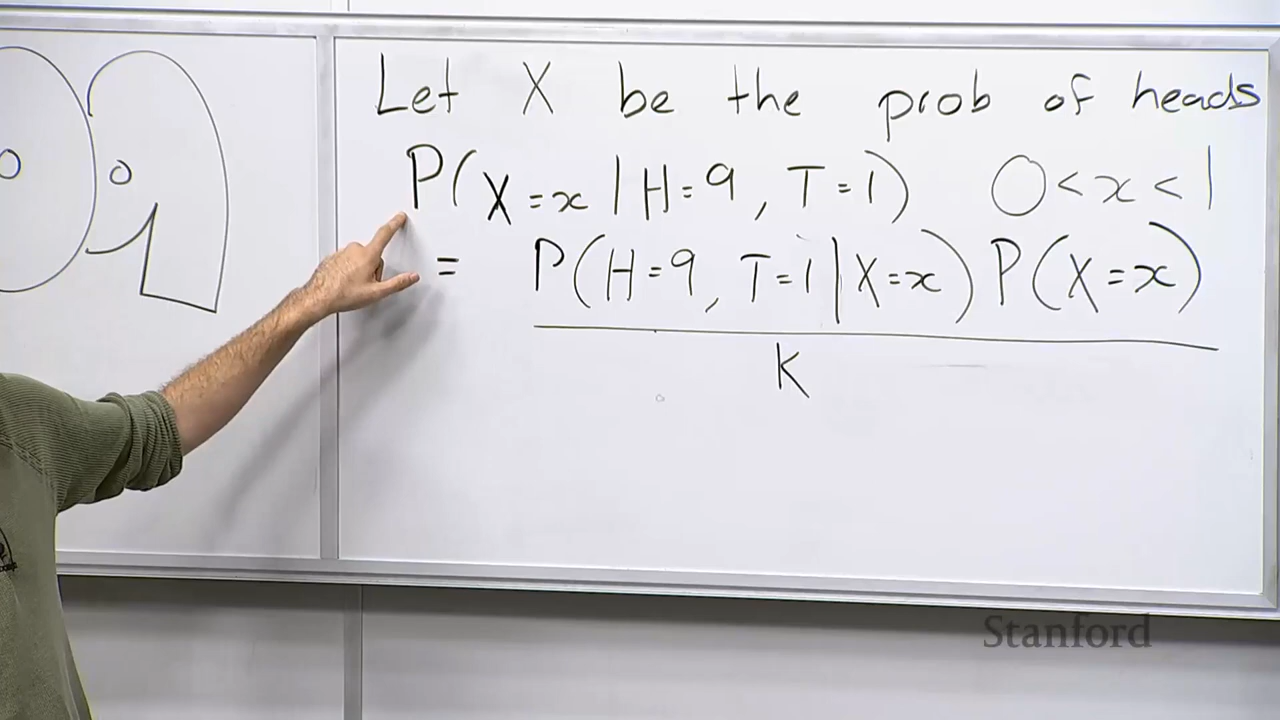 Let X be the prob of heads
P(X=x|H=9, T=1) 0<x<1
= P(H=9, T=1|X=x)P(X=x)
K
Stanford